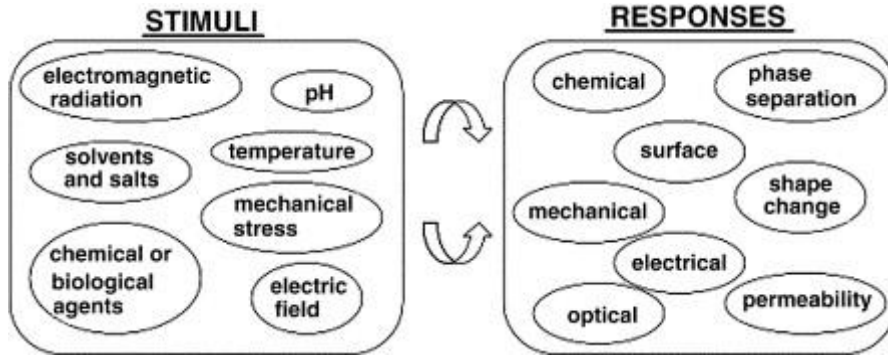 STIMULI
electromagnetic
radiation
pH
solvents
and salts
temperature
mechanical
stress
chemical or
biological
agents
electric
field
RESPONSES
chemical
phase
separation
surface
shape
change
mechanical
electrical
optical
permeability